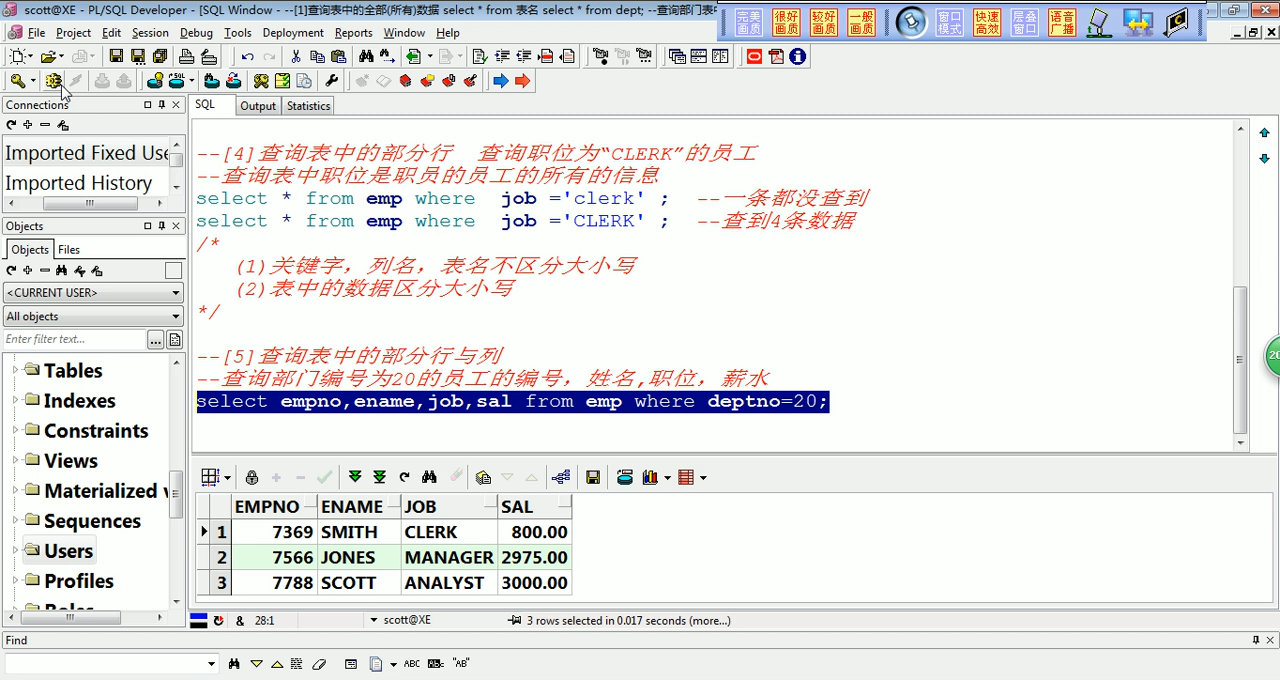 scott@XE - PL/SQL Developer - [SQL Window - --[1]查询表中的全部(所有)数据 select * from 表名 select * from dept; --查询部门表
完美画质 很好画质 较好画质 一般画质 窗口模式 快速高效 层叠窗口 语音广播
File Project Edit Session Debug Tools Deployment Reports Window Help
Connections
SQL Output Statistics
Imported Fixed Use
Imported History
Objects
Objects Files
<CURRENT USER>
All objects
Enter filter text...
Tables
Indexes
Constraints
Views
Materialized
Sequences
Users
Profiles
--[4]查询表中的部分行 查询职位为“CLERK”的员工
--查询表中职位是职员的员工的所有的信息
select * from emp where job ='clerk' ; --一条都没查到
select * from emp where job ='CLERK' ; --查到4条数据
/*
(1)关键字，列名，表名不区分大小写
(2)表中的数据区分大小写
*/
--[5]查询表中的部分行与列
--查询部门编号为20的员工的编号，姓名,职位，薪水
select empno,ename,job,sal from emp where deptno=20;
EMPNO ENAME JOB SAL
1 7369 SMITH CLERK 800.00
2 7566 JONES MANAGER 2975.00
3 7788 SCOTT ANALYST 3000.00
& 28:1 scott@XE 3 rows selected in 0.017 seconds (more...)
Find
ABC "AB"
20